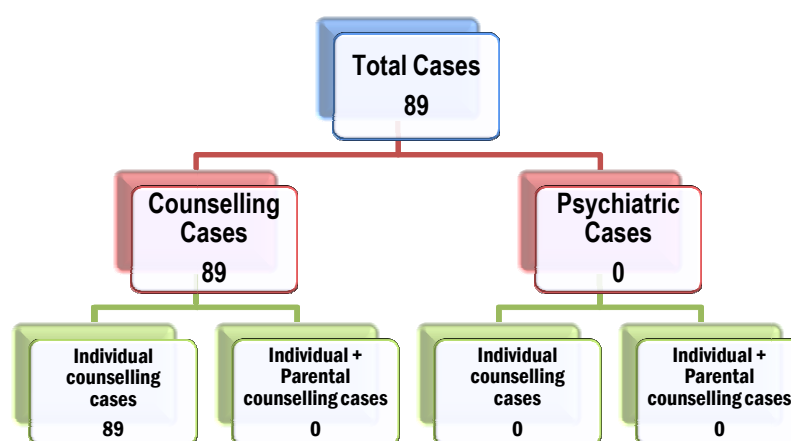 Total Cases
89
Counselling
Cases
89
Psychiatric
Cases
0
Individual
counselling
cases
89
Individual +
Parental
counselling cases
0
Individual
counselling
cases
0
Individual +
Parental
counselling cases
0